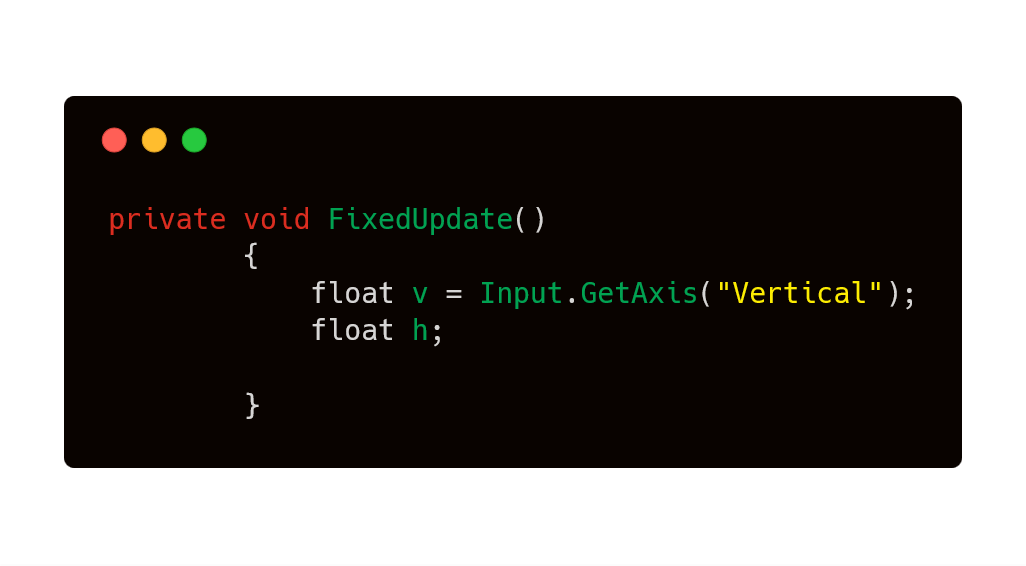 private void FixedUpdate()
{
float v = Input.GetAxis("Vertical");
float h;
}